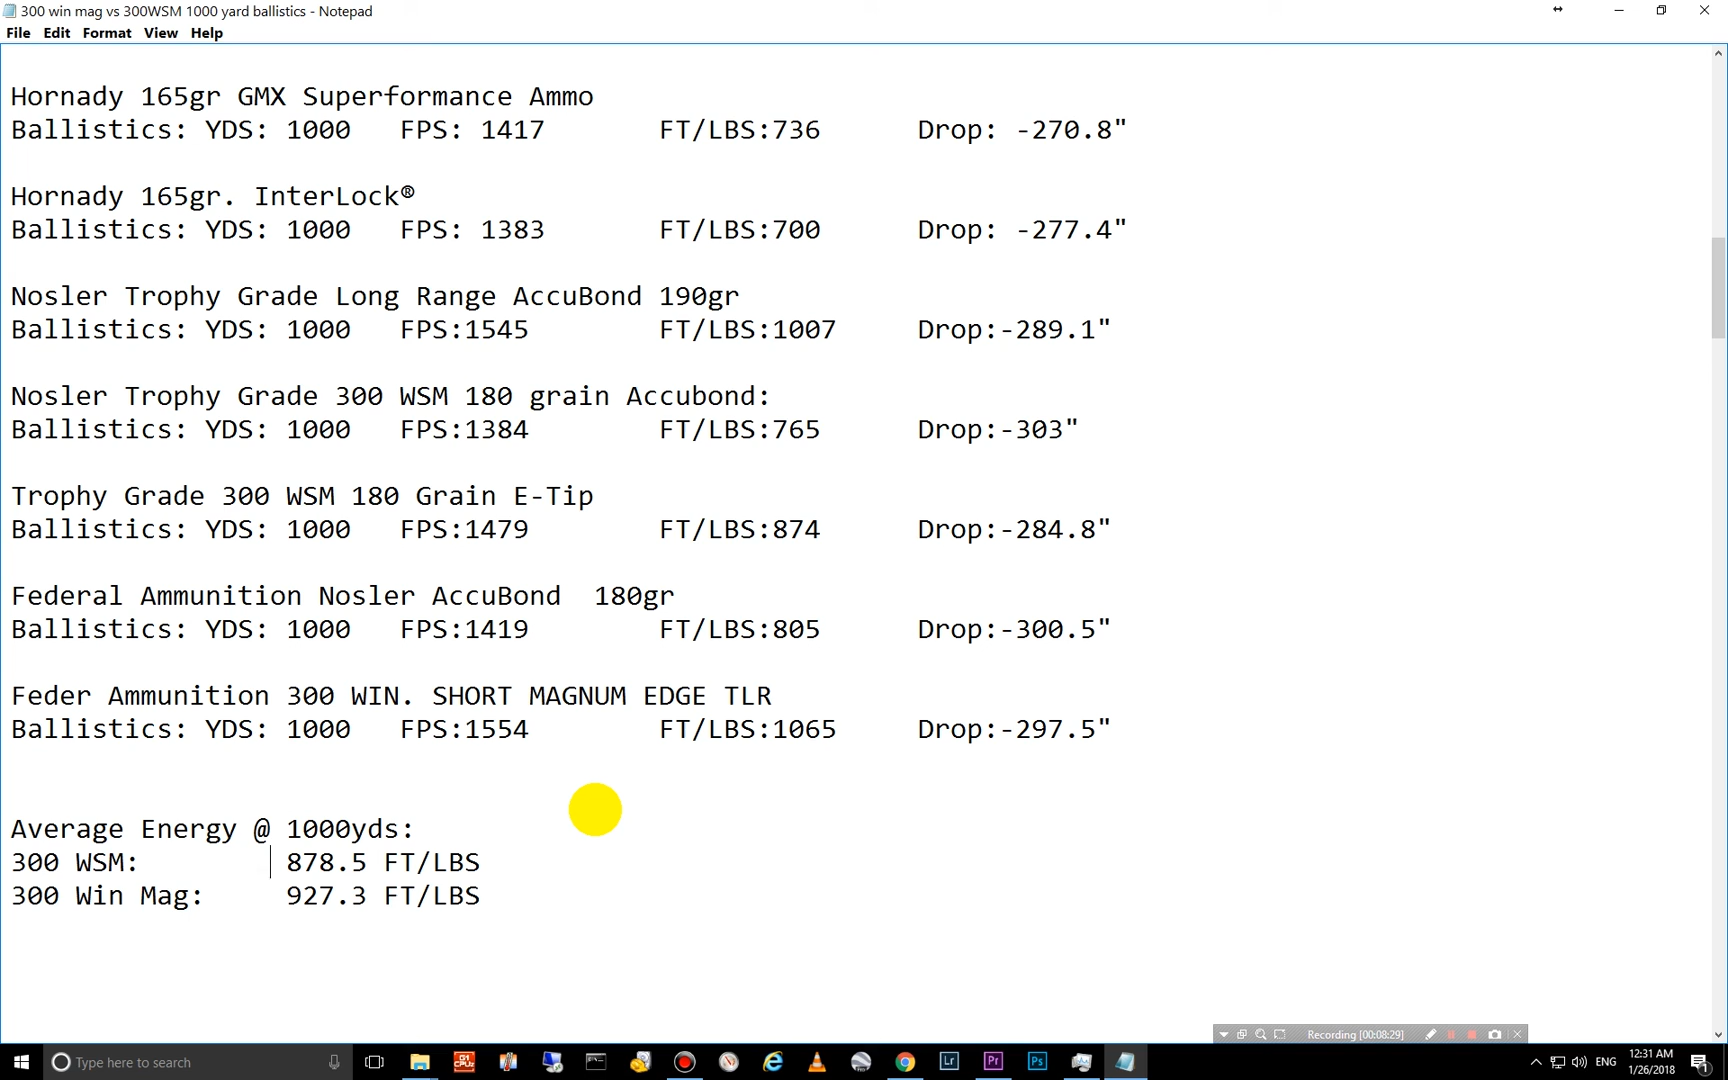 300 win mag vs 300WSM 1000 yard ballistics - Notepad
File Edit Format View Help
Hornady 165gr GMX Superformance Ammo
Ballistics: YDS: 1000 FPS: 1417 FT/LBS:736 Drop: -270.8"
Hornady 165gr. InterLock®
Ballistics: YDS: 1000 FPS: 1383 FT/LBS:700 Drop: -277.4"
Nosler Trophy Grade Long Range AccuBond 190gr
Ballistics: YDS: 1000 FPS:1545 FT/LBS:1007 Drop:-289.1"
Nosler Trophy Grade 300 WSM 180 grain Accubond:
Ballistics: YDS: 1000 FPS:1384 FT/LBS:765 Drop:-303"
Trophy Grade 300 WSM 180 Grain E-Tip
Ballistics: YDS: 1000 FPS:1479 FT/LBS:874 Drop:-284.8"
Federal Ammunition Nosler AccuBond 180gr
Ballistics: YDS: 1000 FPS:1419 FT/LBS:805 Drop:-300.5"
Feder Ammunition 300 WIN. SHORT MAGNUM EDGE TLR
Ballistics: YDS: 1000 FPS:1554 FT/LBS:1065 Drop:-297.5"
Average Energy @ 1000yds:
300 WSM: 878.5 FT/LBS
300 Win Mag: 927.3 FT/LBS
Recording [00:08:29]
Type here to search
Lr Pr Ps
ENG
12:31 AM
1/26/2018
1